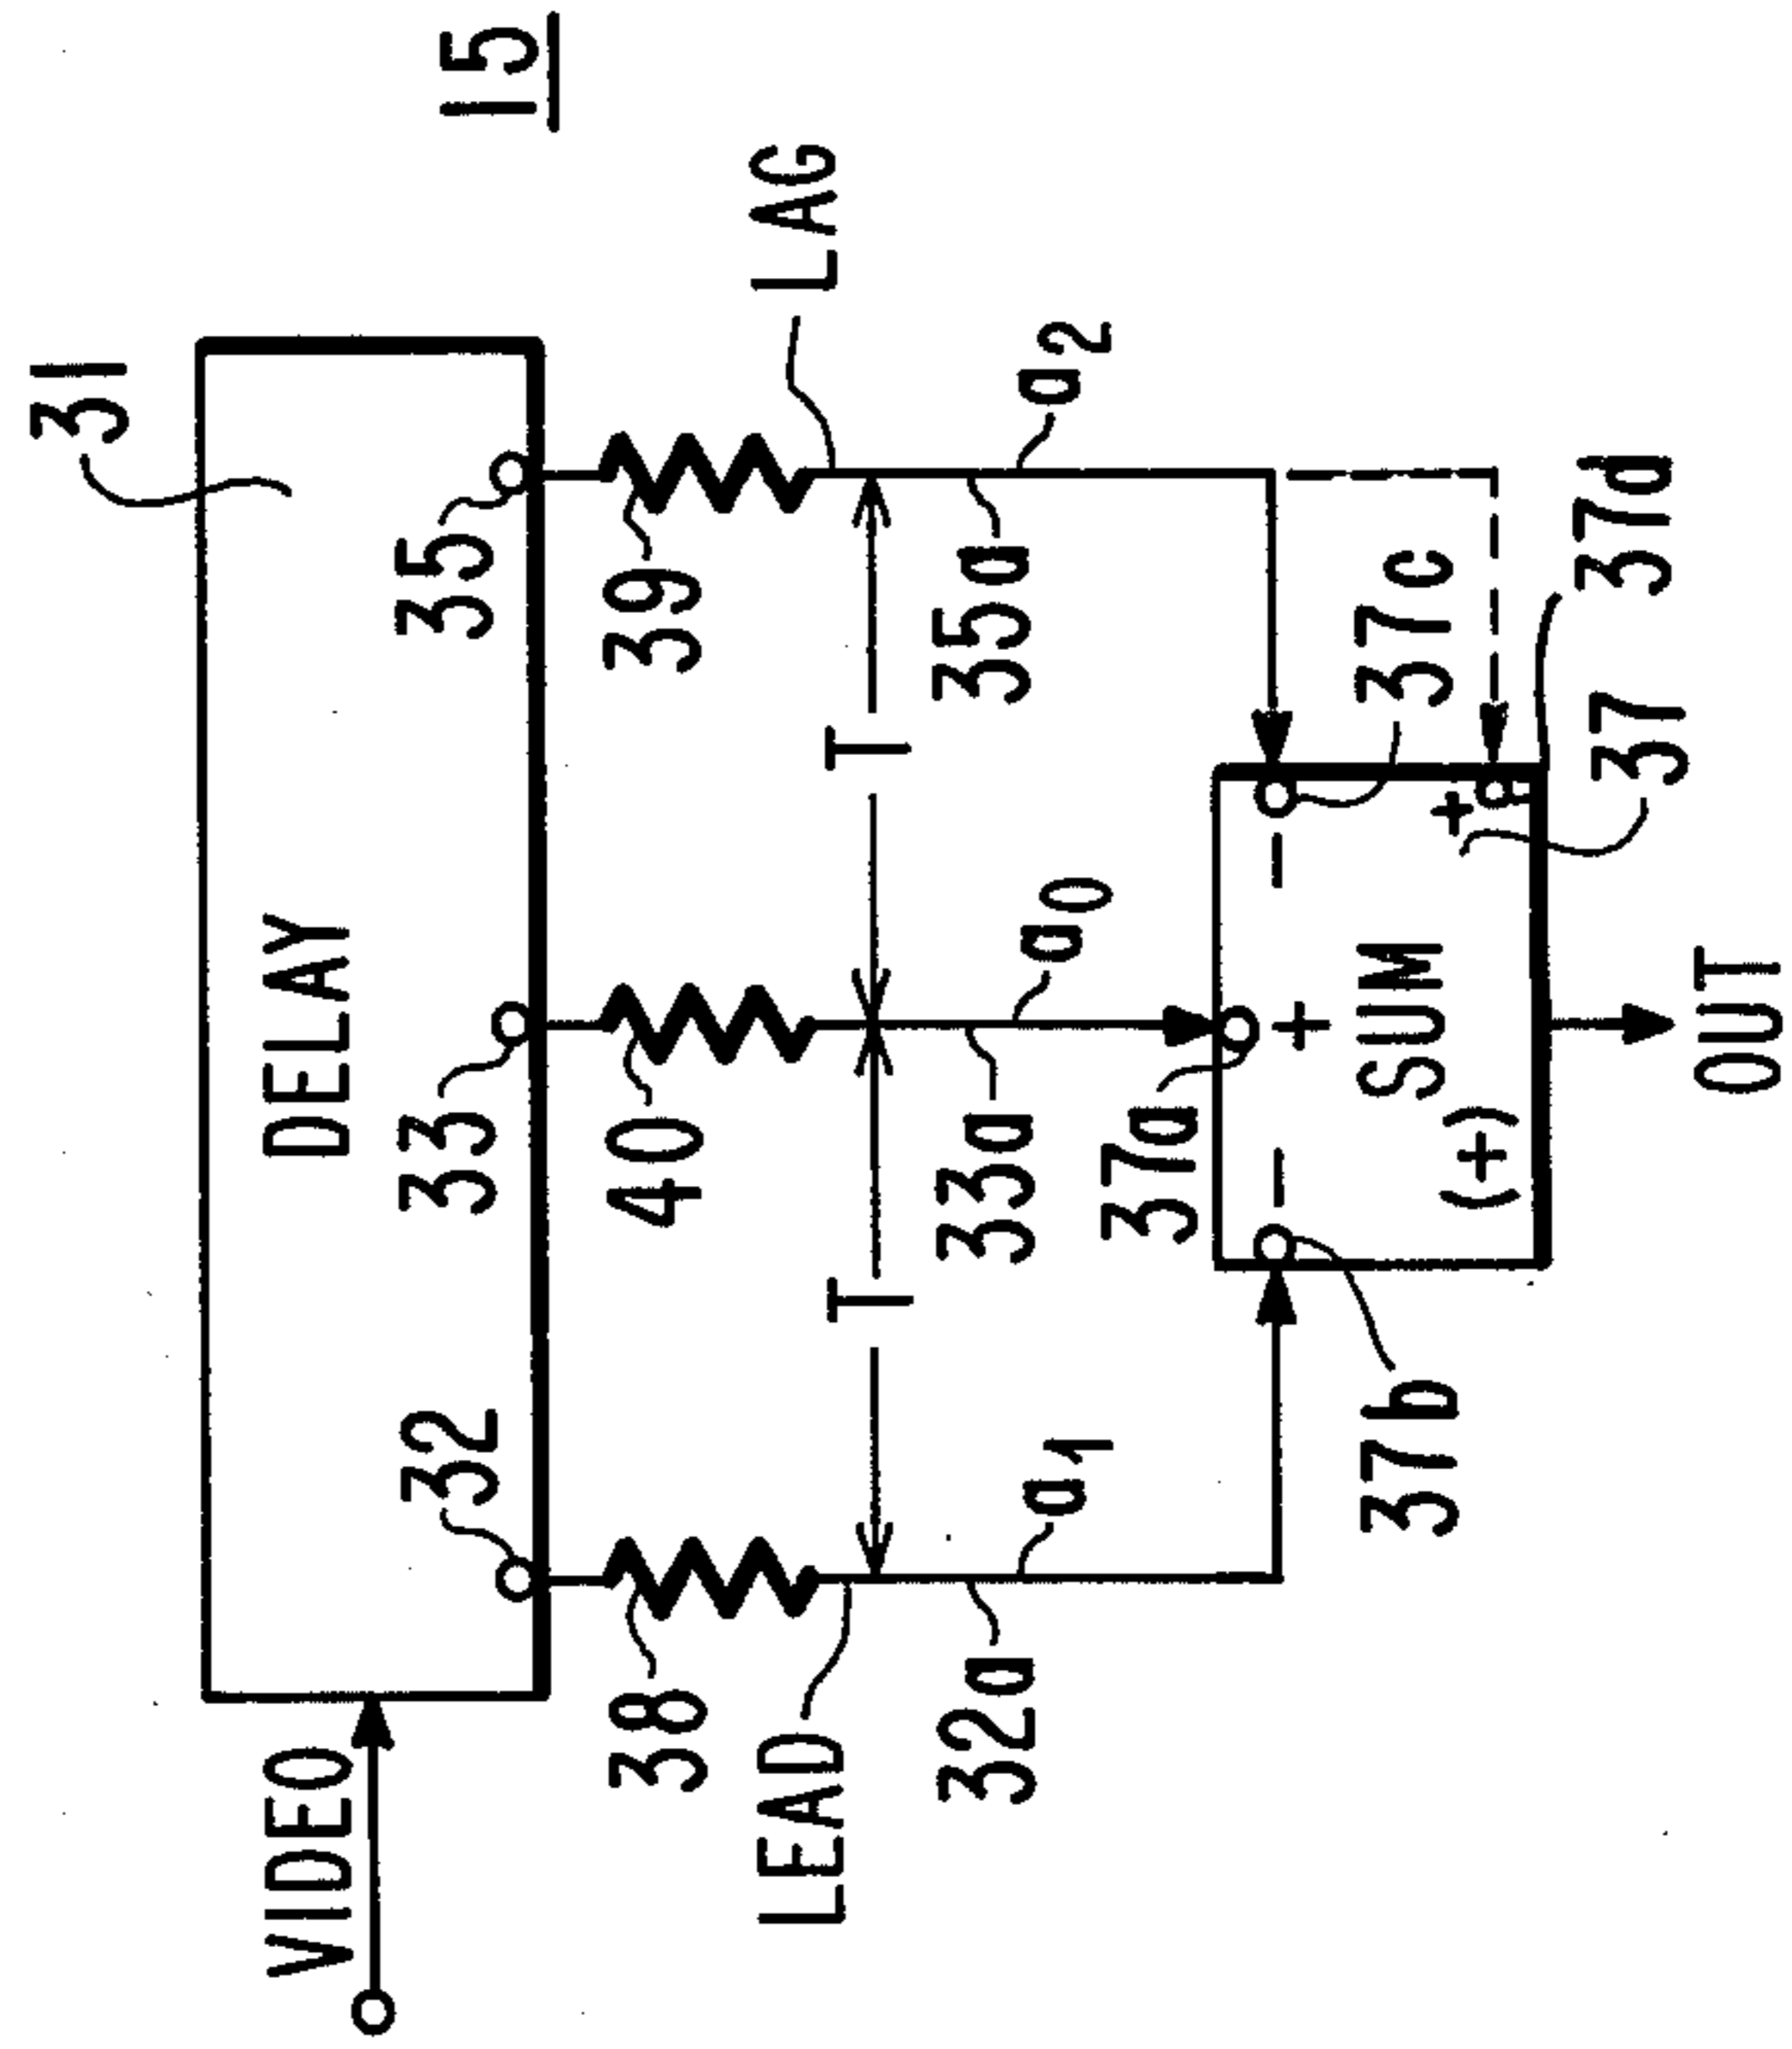 15
31
VIDEO
DELAY
32
33
35
38
40
39
LEAD
LAG
T
T
32a
33a
35a
a1
a0
a2
37a
37b
37c
-
+
-
SUM
(+)
+
37d
37
OUT